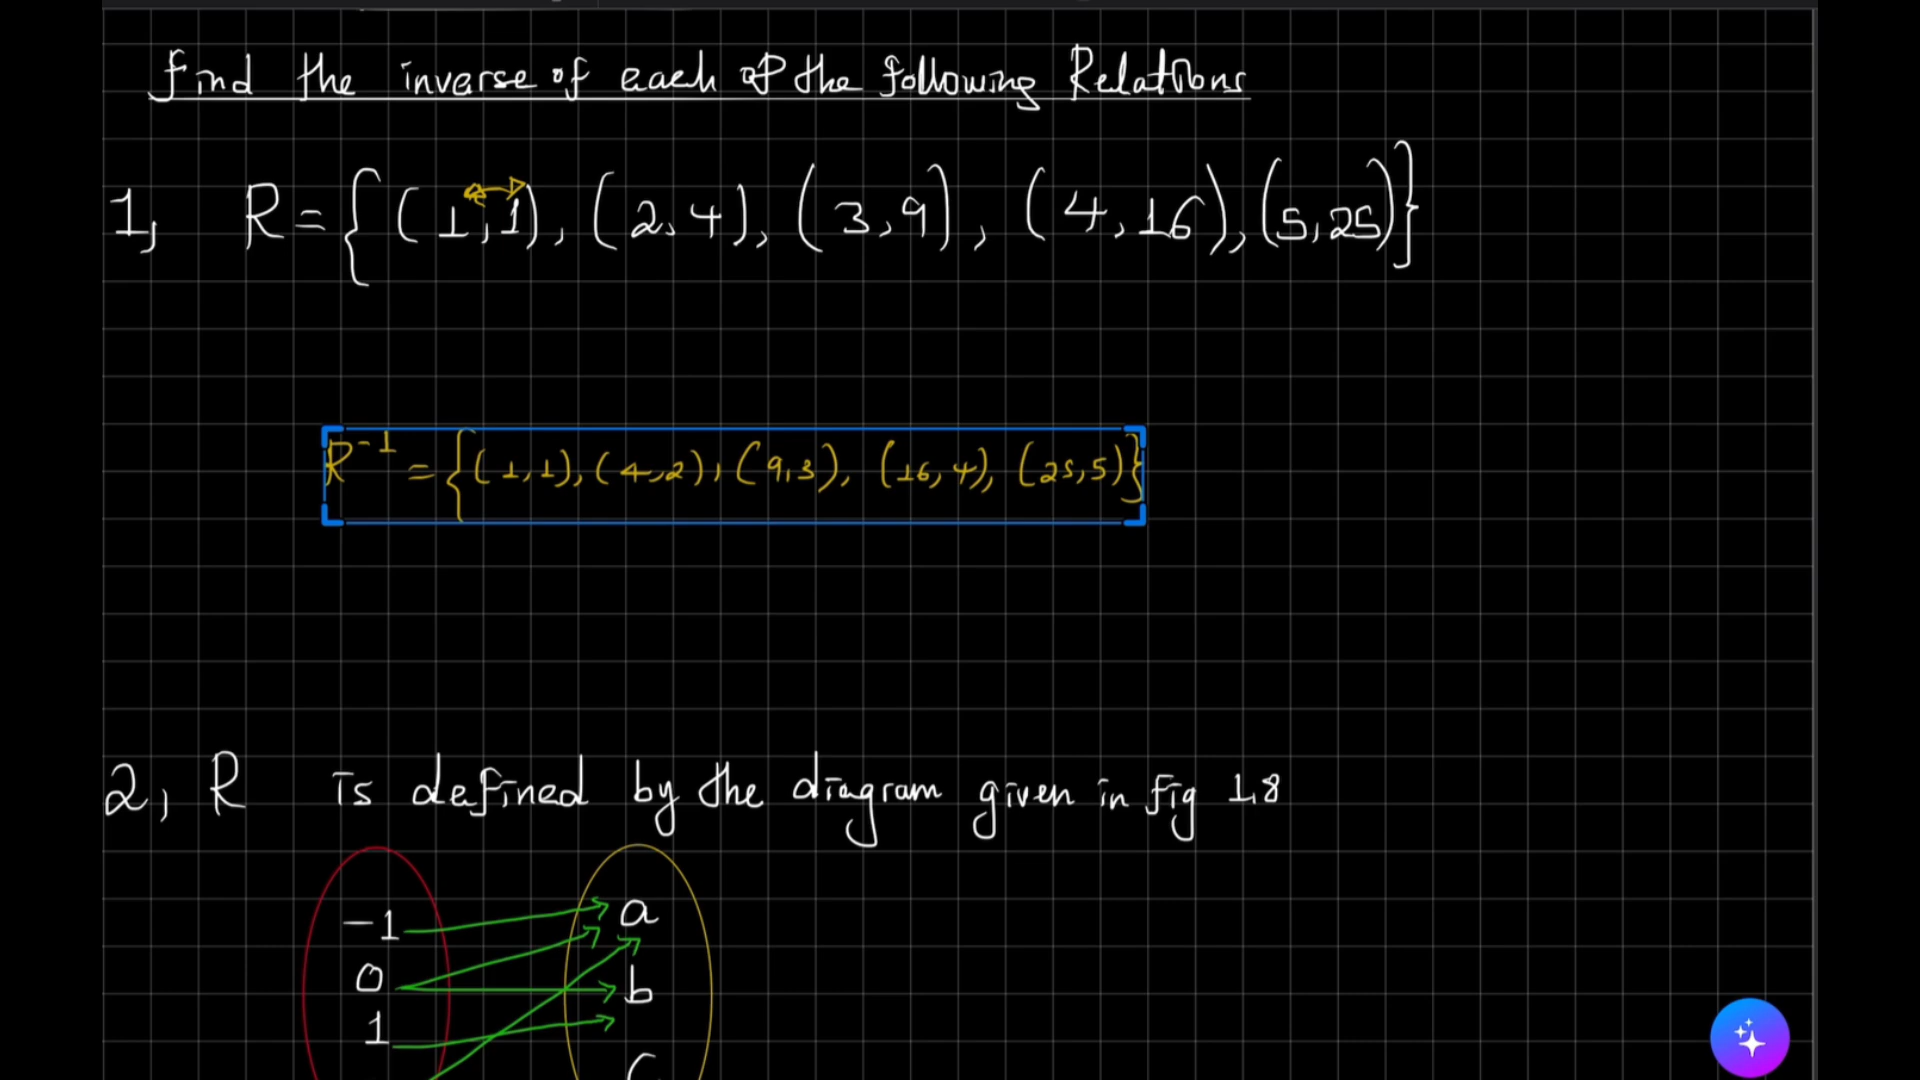 Find the inverse of each of the following Relations
1, R = {(1,1), (2,4), (3,9), (4,16), (5,25)}
R⁻¹ = {(1,1), (4,2), (9,3), (16,4), (25,5)}
2, R is defined by the diagram given in fig 1.8
-1 a
0 b
1